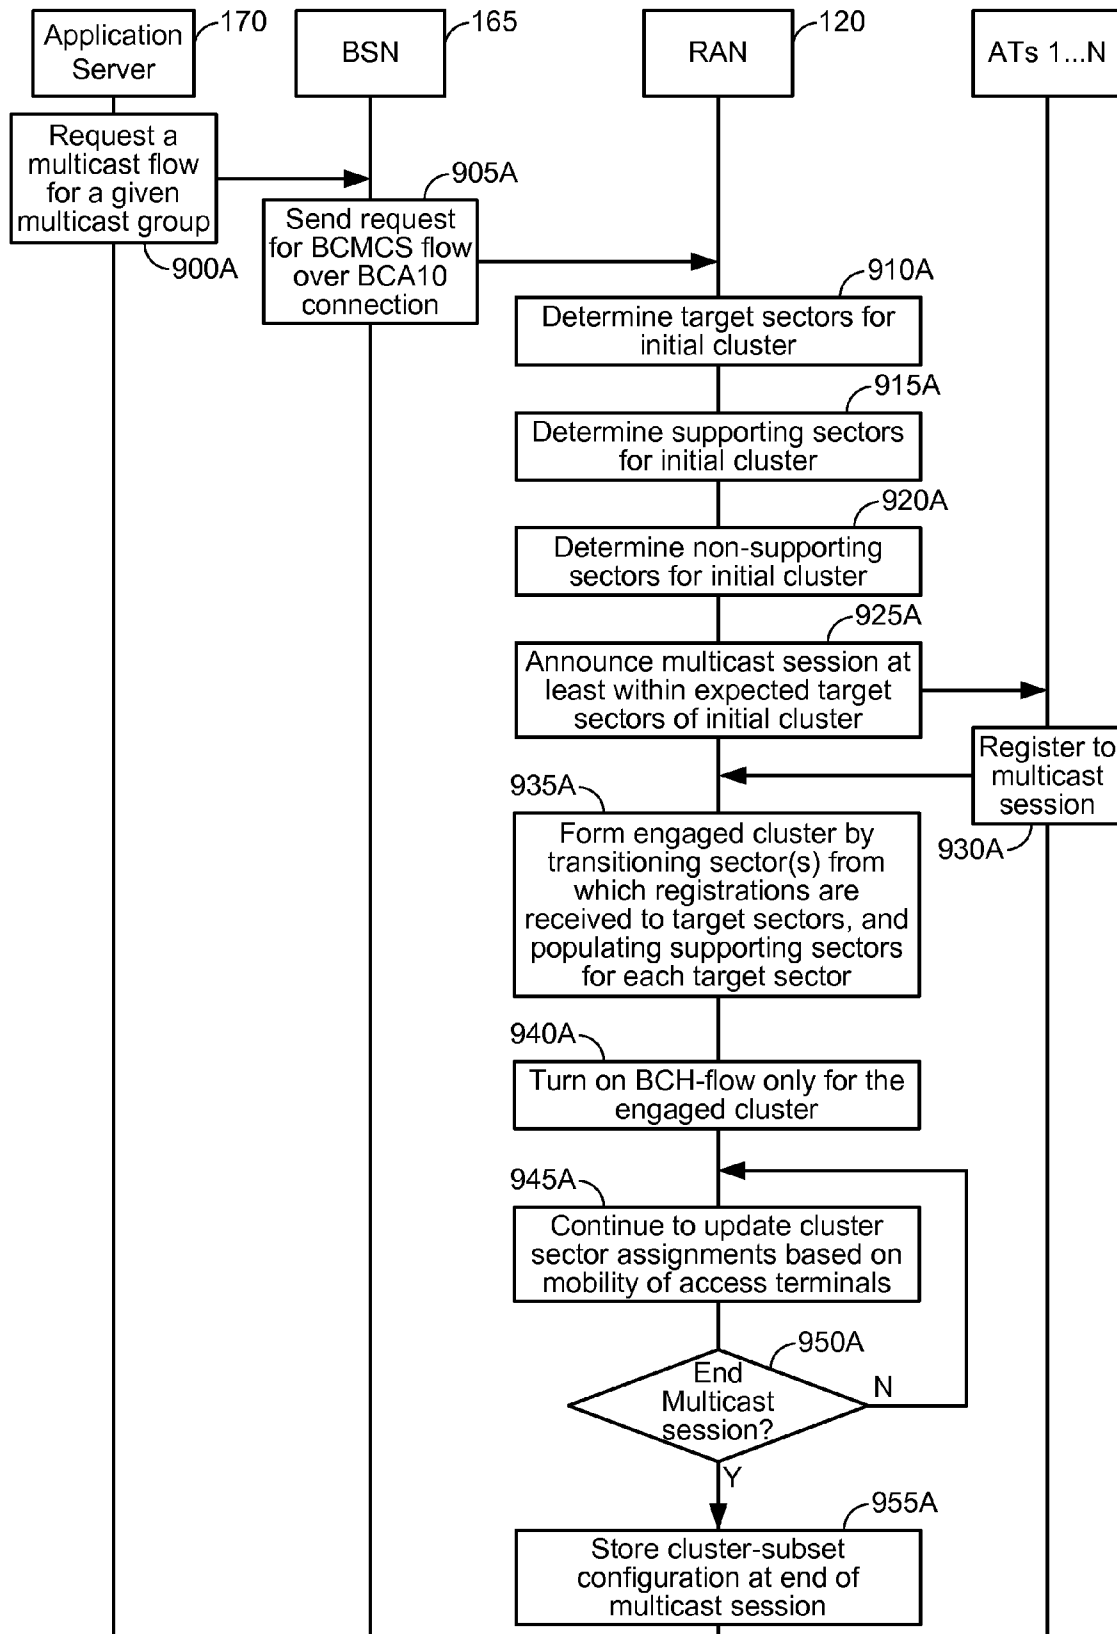 Application
Server
170
BSN
165
RAN
120
ATs 1...N
Request a
multicast flow
for a given
multicast group
900A
905A
Send request
for BCMCS flow
over BCA10
connection
910A
Determine target sectors for
initial cluster
915A
Determine supporting sectors
for initial cluster
920A
Determine non-supporting
sectors for initial cluster
925A
Announce multicast session at
least within expected target
sectors of initial cluster
Register to
multicast
session
930A
935A
Form engaged cluster by
transitioning sector(s) from
which registrations are
received to target sectors, and
populating supporting sectors
for each target sector
940A
Turn on BCH-flow only for the
engaged cluster
945A
Continue to update cluster
sector assignments based on
mobility of access terminals
950A
End
Multicast
session?
N
Y
955A
Store cluster-subset
configuration at end of
multicast session